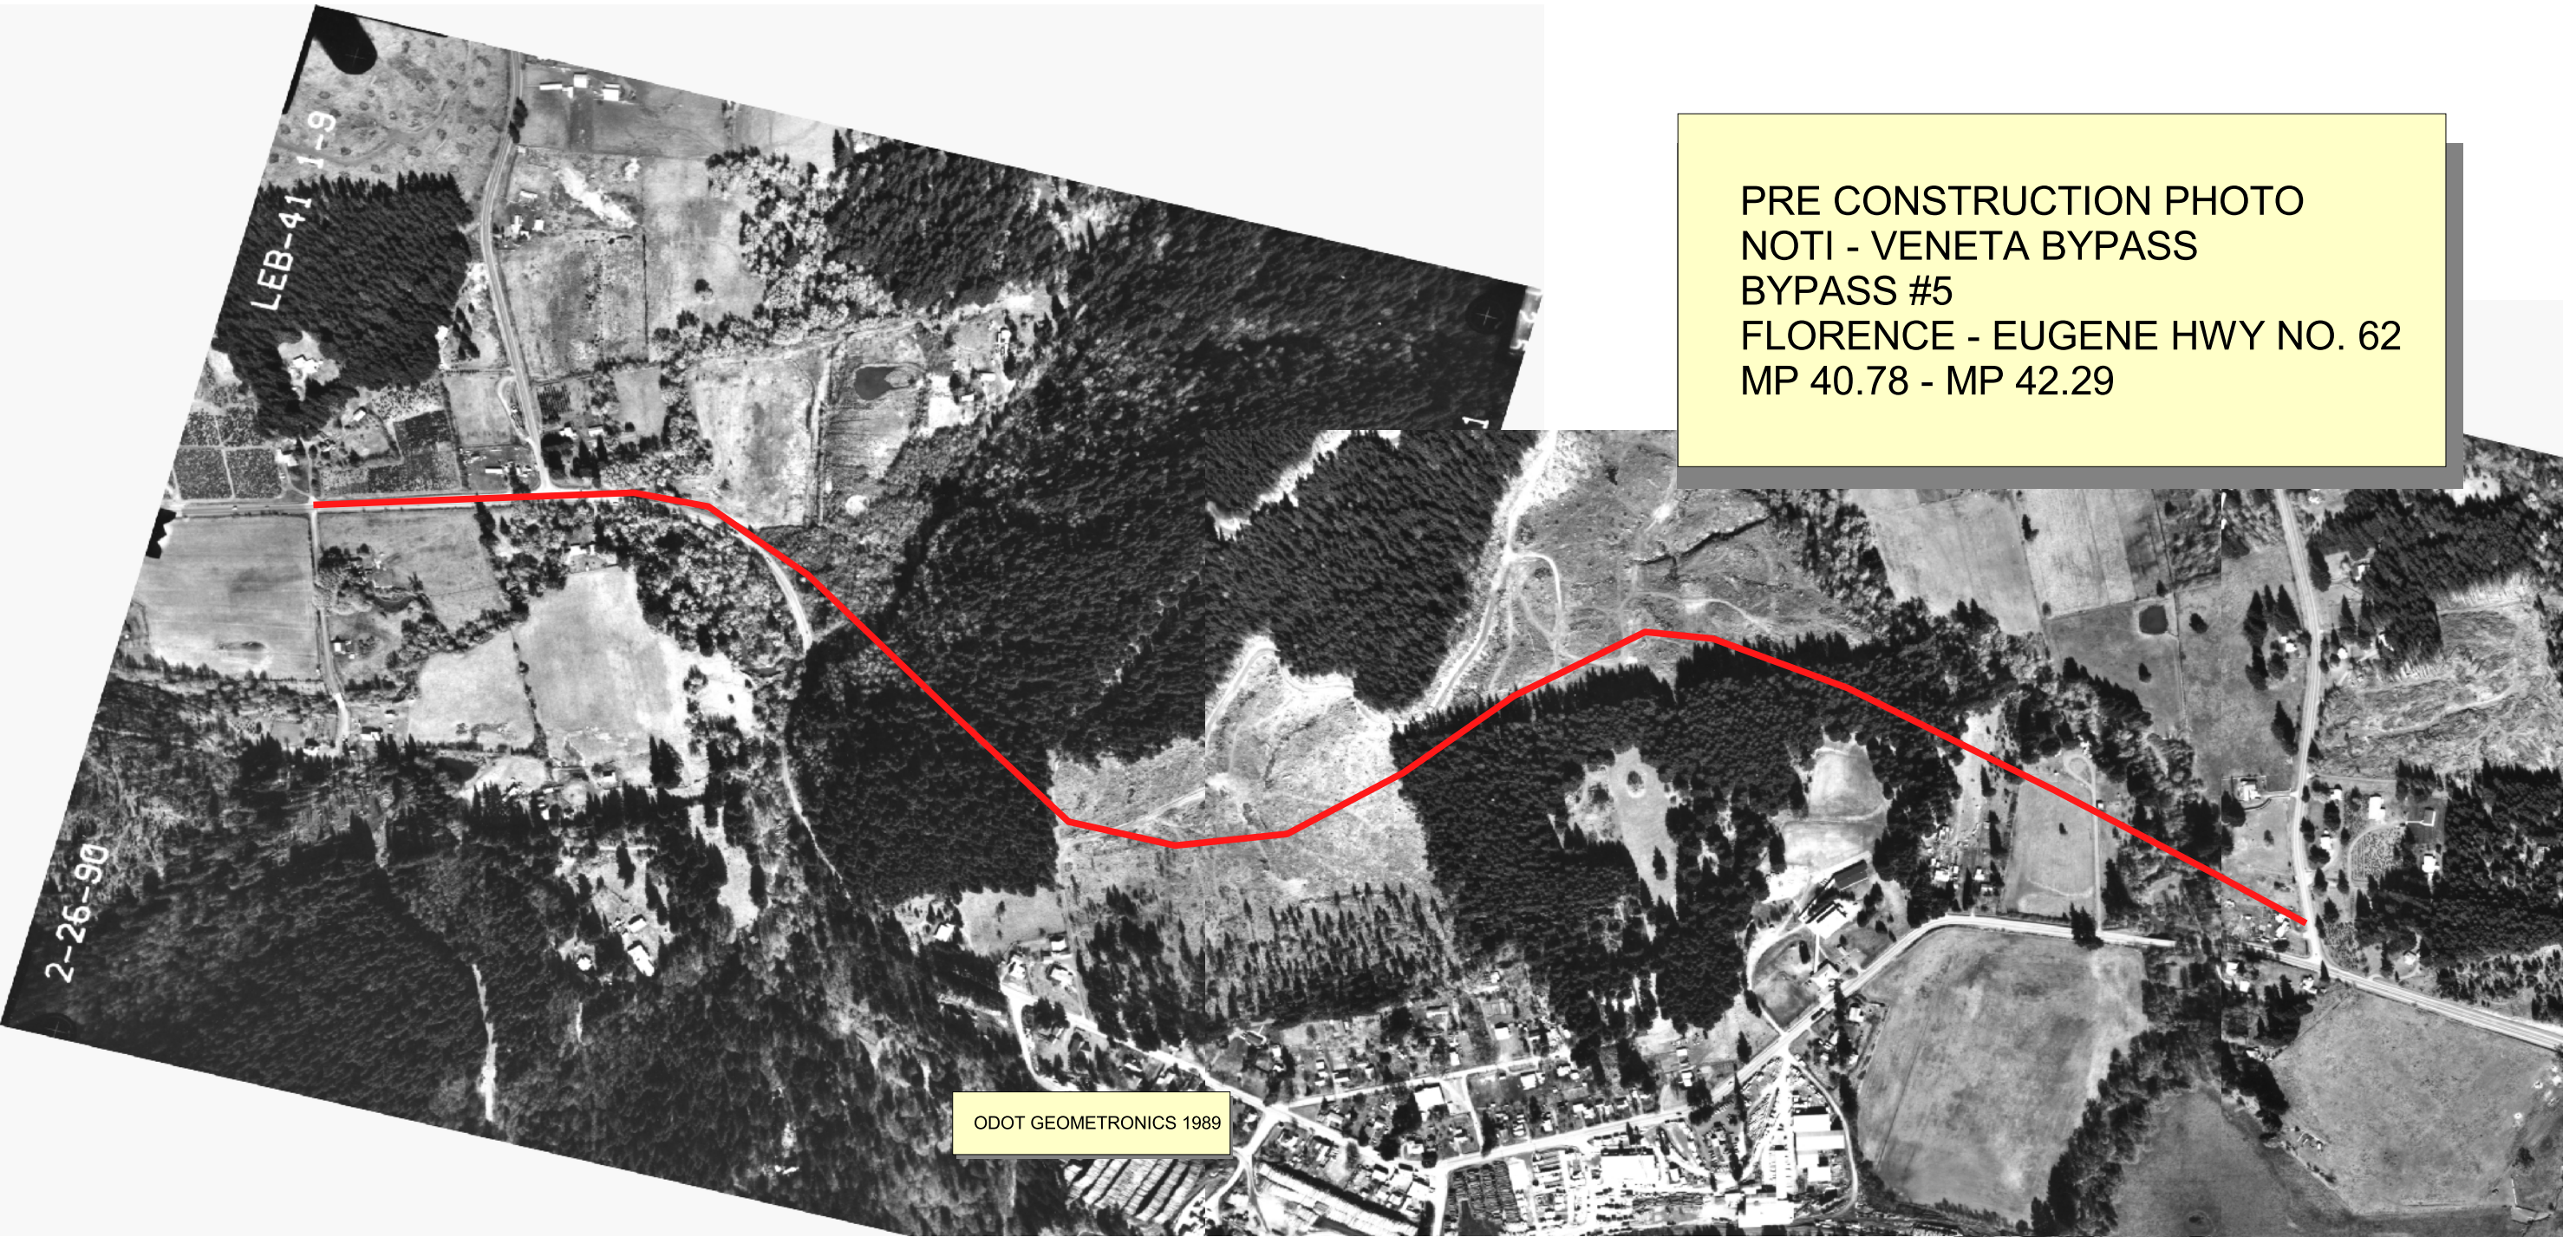 LEB-41 1-9
PRE CONSTRUCTION PHOTO
NOTI - VENETA BYPASS
BYPASS #5
FLORENCE - EUGENE HWY NO. 62
MP 40.78 - MP 42.29
2-26-90
ODOT GEOMETRONICS 1989